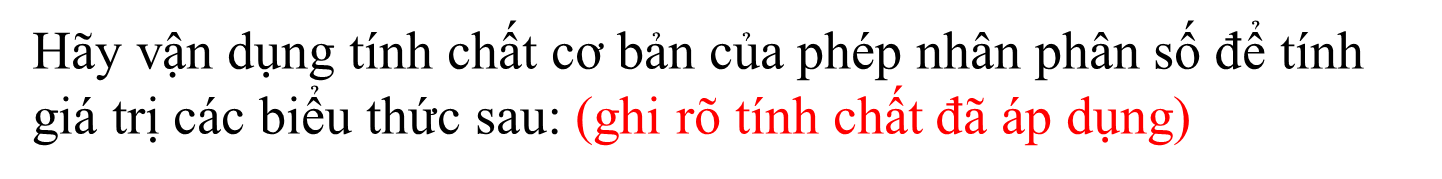 Hãy vận dụng tính chất cơ bản của phép nhân phân số để tính
giá trị các biểu thức sau: (ghi rõ tính chất đã áp dụng)